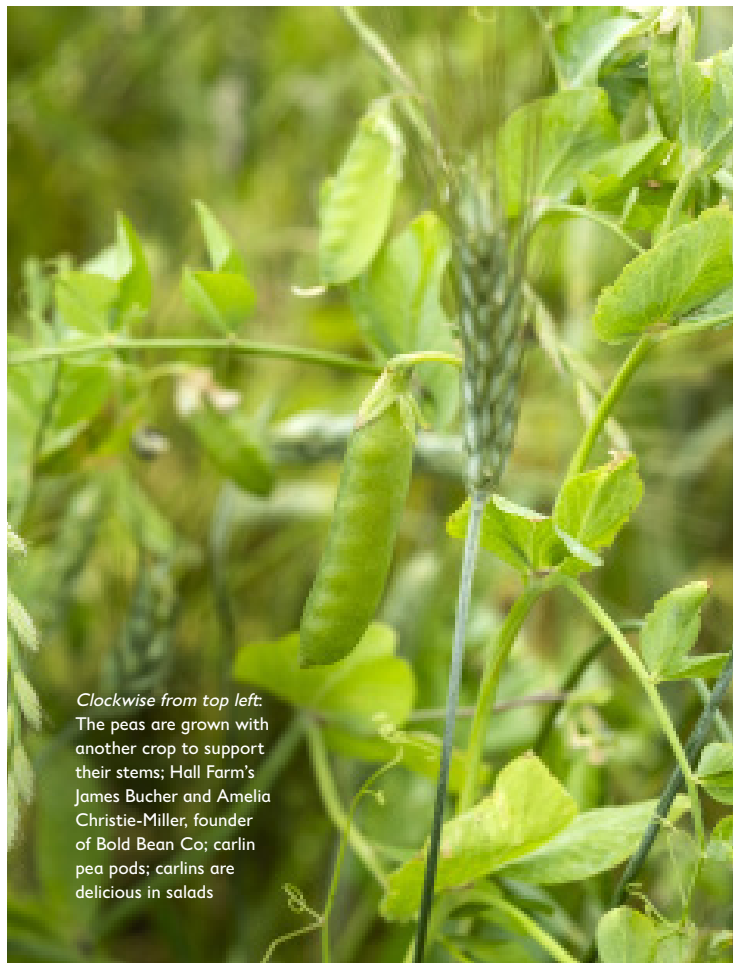 Clockwise from top left:
The peas are grown with
another crop to support
their stems; Hall Farm’s
James Bucher and Amelia
Christie-Miller, founder
of Bold Bean Co; carlin
pea pods; carlins are
delicious in salads